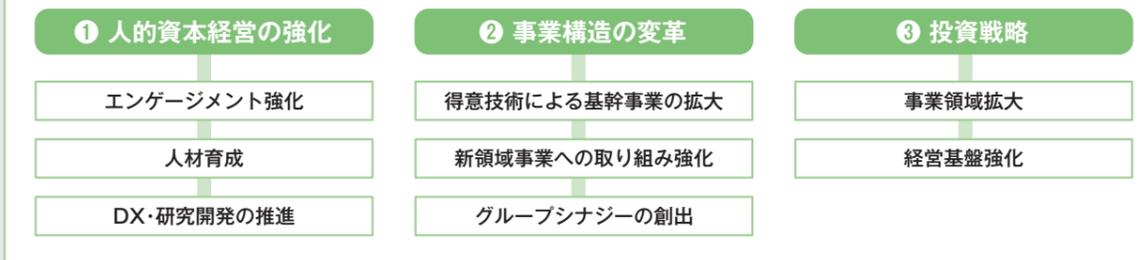 ❶ 人的資本経営の強化
エンゲージメント強化
人材育成
DX・研究開発の推進
❷ 事業構造の変革
得意技術による基幹事業の拡大
新領域事業への取り組み強化
グループシナジーの創出
❸ 投資戦略
事業領域拡大
経営基盤強化